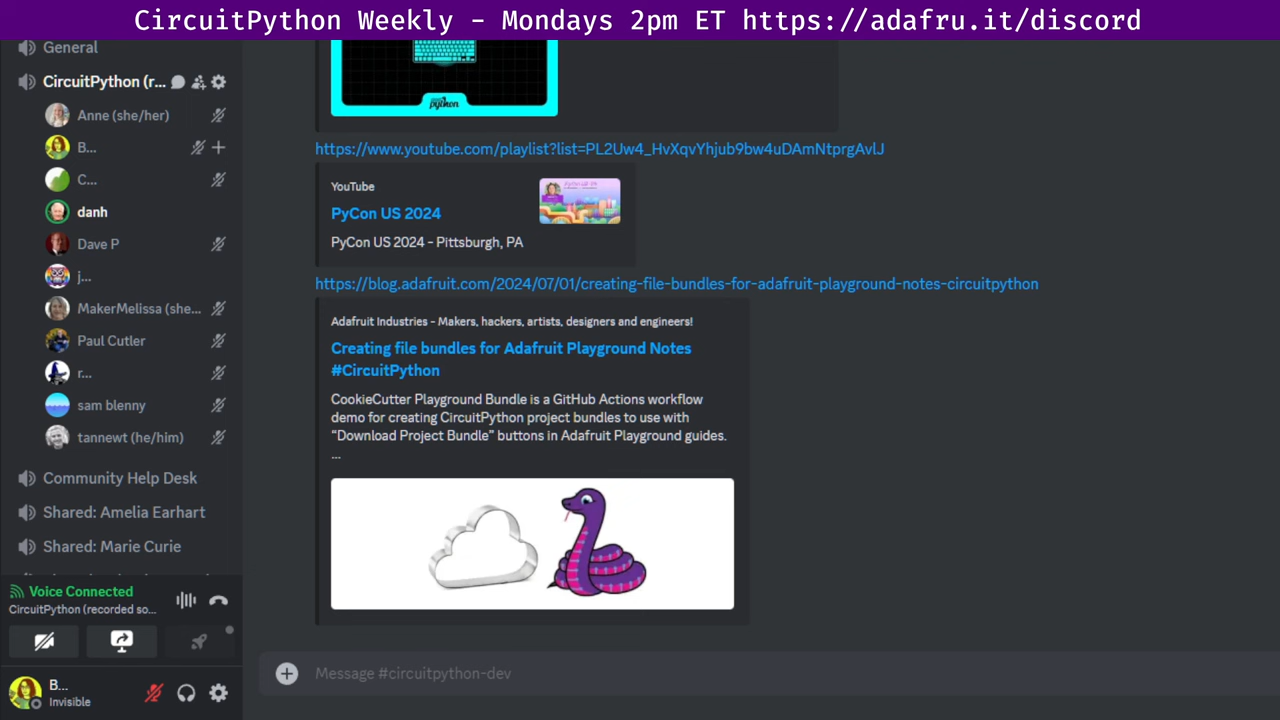 CircuitPython Weekly - Mondays 2pm ET https://adafru.it/discord
General
CircuitPython (r...
Anne (she/her)
B...
C...
danh
Dave P
j...
MakerMelissa (she...
Paul Cutler
r...
sam blenny
tannewt (he/him)
Community Help Desk
Shared: Amelia Earhart
Shared: Marie Curie
Voice Connected
CircuitPython (recorded so...
B...
Invisible
python
https://www.youtube.com/playlist?list=PL2Uw4_HvXqvYhjub9bw4uDAmNtprgAvlJ
YouTube
PyCon US 2024
PyCon US 2024 - Pittsburgh, PA
https://blog.adafruit.com/2024/07/01/creating-file-bundles-for-adafruit-playground-notes-circuitpython
Adafruit Industries - Makers, hackers, artists, designers and engineers!
Creating file bundles for Adafruit Playground Notes
#CircuitPython
CookieCutter Playground Bundle is a GitHub Actions workflow
demo for creating CircuitPython project bundles to use with
"Download Project Bundle" buttons in Adafruit Playground guides.
...
Message #circuitpython-dev